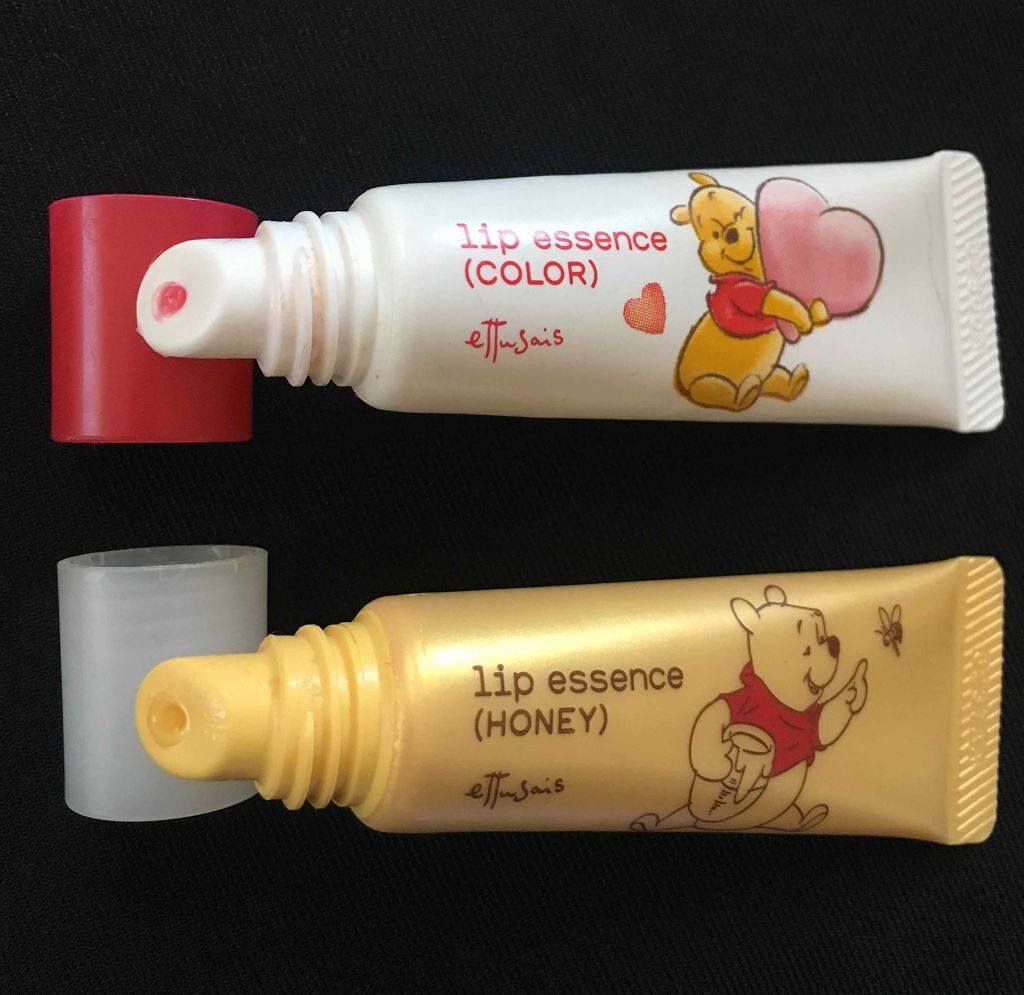 lip essence
(COLOR)
ettusais
lip essence
(HONEY)
ettusais